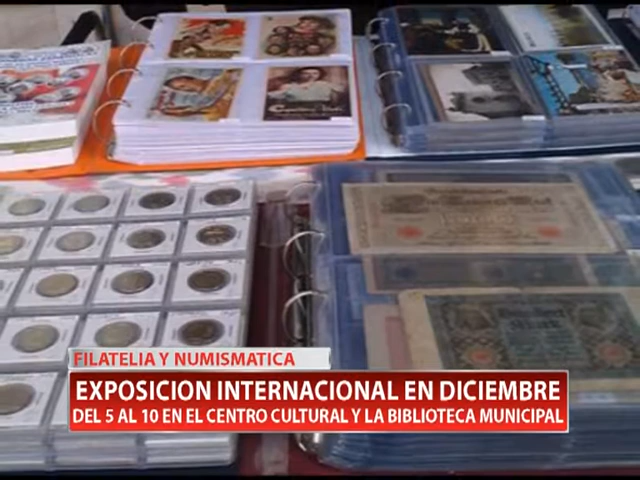 FILATELIA Y NUMISMATICA
EXPOSICION INTERNACIONAL EN DICIEMBRE
DEL 5 AL 10 EN EL CENTRO CULTURAL Y LA BIBLIOTECA MUNICIPAL